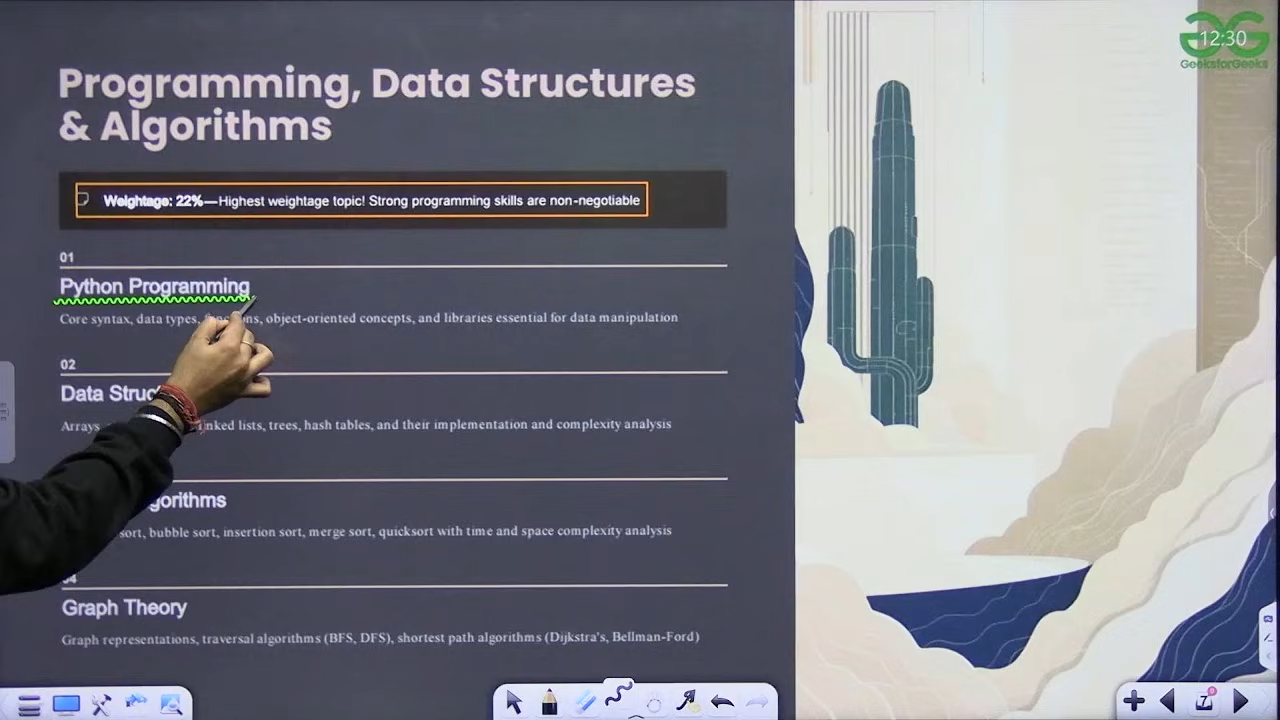 12:30
GeeksforGeeks
Programming, Data Structures
& Algorithms
Weightage: 22%—Highest weightage topic! Strong programming skills are non-negotiable
01
Python Programming
Core syntax, data types, object-oriented concepts, and libraries essential for data manipulation
02
Data
Arrays lists, trees, hash tables, and their implementation and complexity analysis
sort, bubble sort, insertion sort, merge sort, quicksort with time and space complexity analysis
Graph Theory
Graph representations, traversal algorithms (BFS, DFS), shortest path algorithms (Dijkstra's, Bellman-Ford)